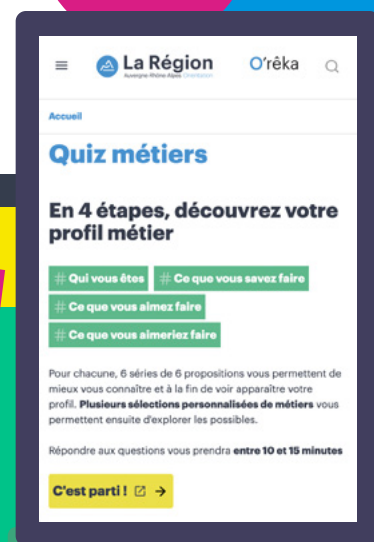 La Région
Auvergne-Rhône-Alpes Orientation
O'rêka
Accueil
Quiz métiers
En 4 étapes, découvrez votre
profil métier
# Qui vous êtes # Ce que vous savez faire
# Ce que vous aimez faire
# Ce que vous aimeriez faire
Pour chacune, 6 séries de 6 propositions vous permettent de
mieux vous connaître et à la fin de voir apparaître votre
profil. Plusieurs sélections personnalisées de métiers vous
permettent ensuite d'explorer les possibles.
Répondre aux questions vous prendra entre 10 et 15 minutes
C'est parti !